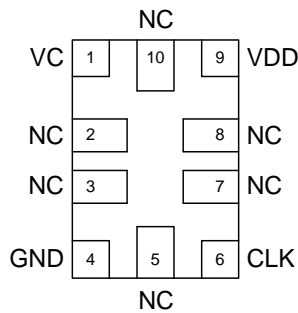 NC
VC 1 10 9 VDD
NC 2 8 NC
NC 3 7 NC
GND 4 5 6 CLK
NC